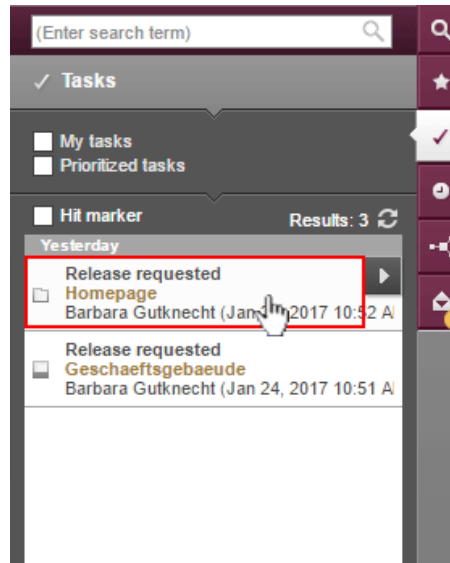 (Enter search term)
Tasks
My tasks
Prioritized tasks
Hit marker
Results: 3
Yesterday
Release requested
Homepage
Barbara Gutknecht (Jan 2017 10:52 A
Release requested
Geschaeftsgebaeude
Barbara Gutknecht (Jan 24, 2017 10:51 A